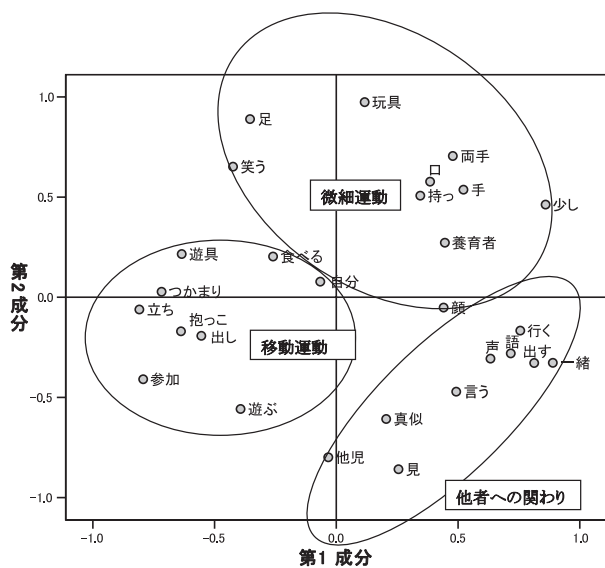 1.0
玩具
足
両手
口
笑う
微細運動
持っ
手
0.5
少し
養育者
遊具
食べる
自分
つかまり
0.0
立ち
顔
抱っこ
出し
移動運動
行く
声
語
出す
一緒
参加
-0.5
遊ぶ
言う
真似
他児
見
-1.0
他者への関わり
-1.0
-0.5
0.0
0.5
1.0
第1 成分
第2成分